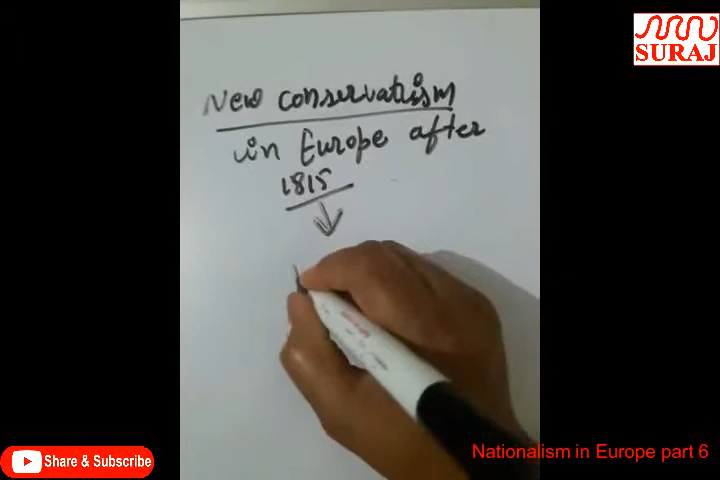 New conservatism
in Europe after
1815
SURAJ
Share & Subscribe
Nationalism in Europe part 6